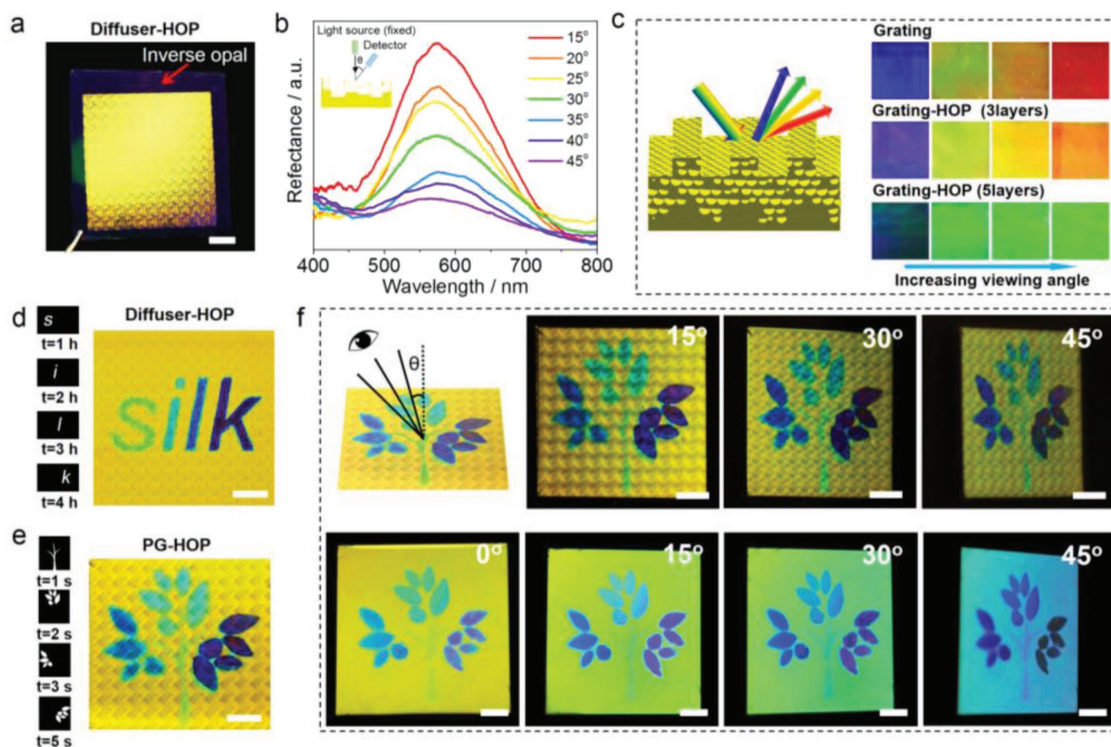 a
Diffuser-HOP
Inverse opal
b
Light source (fixed)
Detector
θ
15°
20°
25°
30°
35°
40°
45°
Refectance / a.u.
400 500 600 700 800
Wavelength / nm
c
Grating
Grating-HOP (3layers)
Grating-HOP (5layers)
Increasing viewing angle
d
Diffuser-HOP
s
t=1 h
i
t=2 h
l
t=3 h
k
t=4 h
silk
e
PG-HOP
t=1 s
t=2 s
t=3 s
t=5 s
f
θ
15°
30°
45°
0°
15°
30°
45°